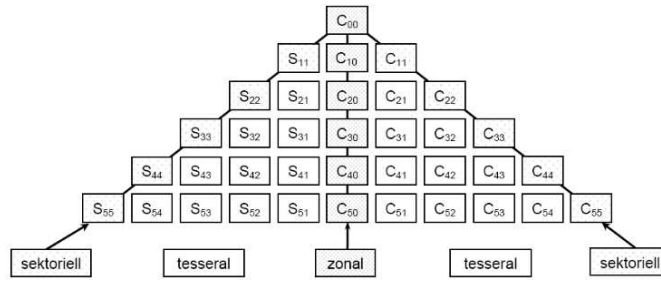 C₀₀
S₁₁ C₁₀ C₁₁
S₂₂ S₂₁ C₂₀ C₂₁ C₂₂
S₃₃ S₃₂ S₃₁ C₃₀ C₃₁ C₃₂ C₃₃
S₄₄ S₄₃ S₄₂ S₄₁ C₄₀ C₄₁ C₄₂ C₄₃ C₄₄
S₅₅ S₅₄ S₅₃ S₅₂ S₅₁ C₅₀ C₅₁ C₅₂ C₅₃ C₅₄ C₅₅
sektoriell tesseral zonal tesseral sektoriell